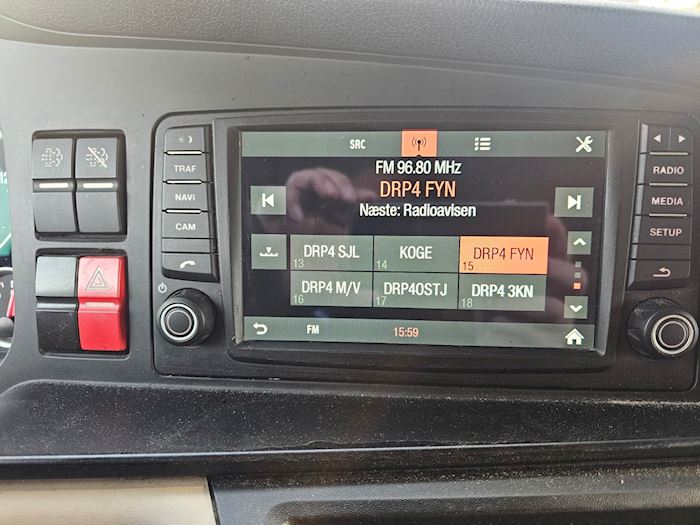 SRC
FM 96.80 MHz
DRP4 FYN
Næste: Radioavisen
DRP4 SJL
13
KOGE
14
DRP4 FYN
15
DRP4 M/V
16
DRP4OSTJ
17
DRP4 3KN
18
FM
15:59
TRAF
NAVI
CAM
RADIO
MEDIA
SETUP
12